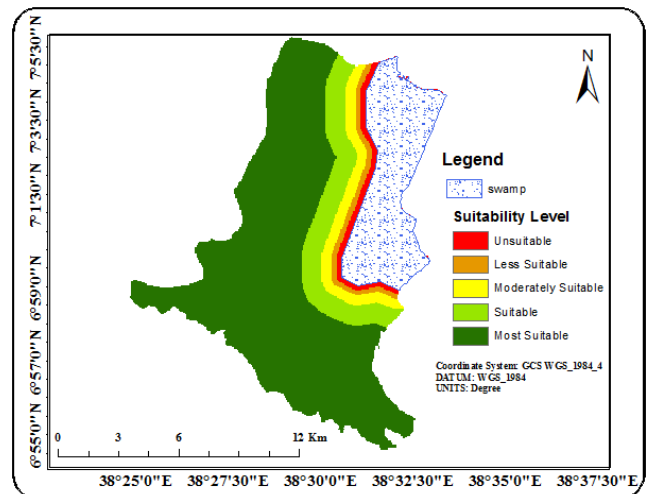 N
Legend
swamp
Suitability Level
Unsuitable
Less Suitable
Moderately Suitable
Suitable
Most Suitable
Coordinate System: GCS WGS_1984_4
DATUM: WGS_1984
UNITS: Degree
7°5'30"N
7°3'30"N
7°1'30"N
6°59'0"N
6°57'0"N
6°55'0"N
0 3 6 12 Km
38°25'0"E 38°27'30"E 38°30'0"E 38°32'30"E 38°35'0"E 38°37'30"E